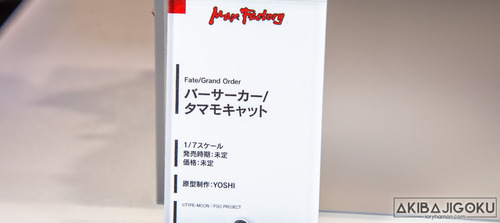 Max Factory
Fate/Grand Order
バーサーカー/
タマモキャット
1/7スケール
発売時期:未定
価格:未定
原型制作:YOSHI
©TYPE-MOON / FGO PROJECT
AKIBAJIGOKU